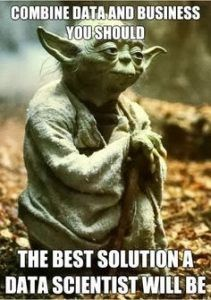 COMBINE DATA AND BUSINESS
YOU SHOULD
THE BEST SOLUTION A
DATA SCIENTIST WILL BE